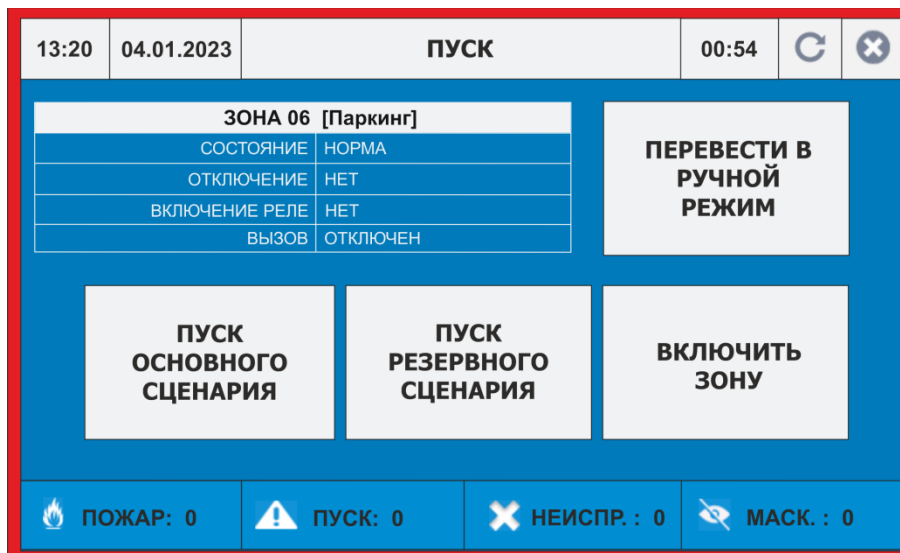 13:20 04.01.2023 ПУСК 00:54
ЗОНА 06 [Паркинг]
СОСТОЯНИЕ НОРМА
ОТКЛЮЧЕНИЕ НЕТ
ВКЛЮЧЕНИЕ РЕЛЕ НЕТ
ВЫЗОВ ОТКЛЮЧЕН
ПЕРЕВЕСТИ В
РУЧНОЙ
РЕЖИМ
ПУСК
ОСНОВНОГО
СЦЕНАРИЯ
ПУСК
РЕЗЕРВНОГО
СЦЕНАРИЯ
ВКЛЮЧИТЬ
ЗОНУ
ПОЖАР: 0 ПУСК: 0 НЕИСПР. : 0 МАСК. : 0